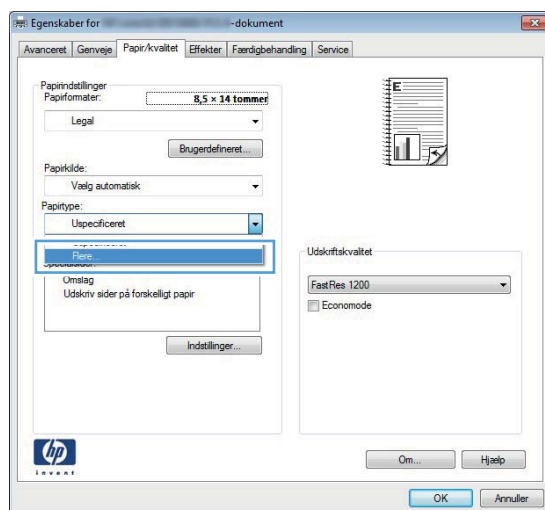 Egenskaber for -dokument
Avanceret Genveje Papir/kvalitet Effekter Færdigbehandling Service
Papirindstillinger
Papirformater: 8,5 × 14 tommer
Legal
Brugerdefineret...
Papirkilde:
Vælg automatisk
Papirtype:
Uspecificeret
Flere...
Omslag
Udskriv sider på forskelligt papir
Indstillinger...
E
Udskriftskvalitet
FastRes 1200
Economode
hp
invent
Om... Hjælp
OK Annuller